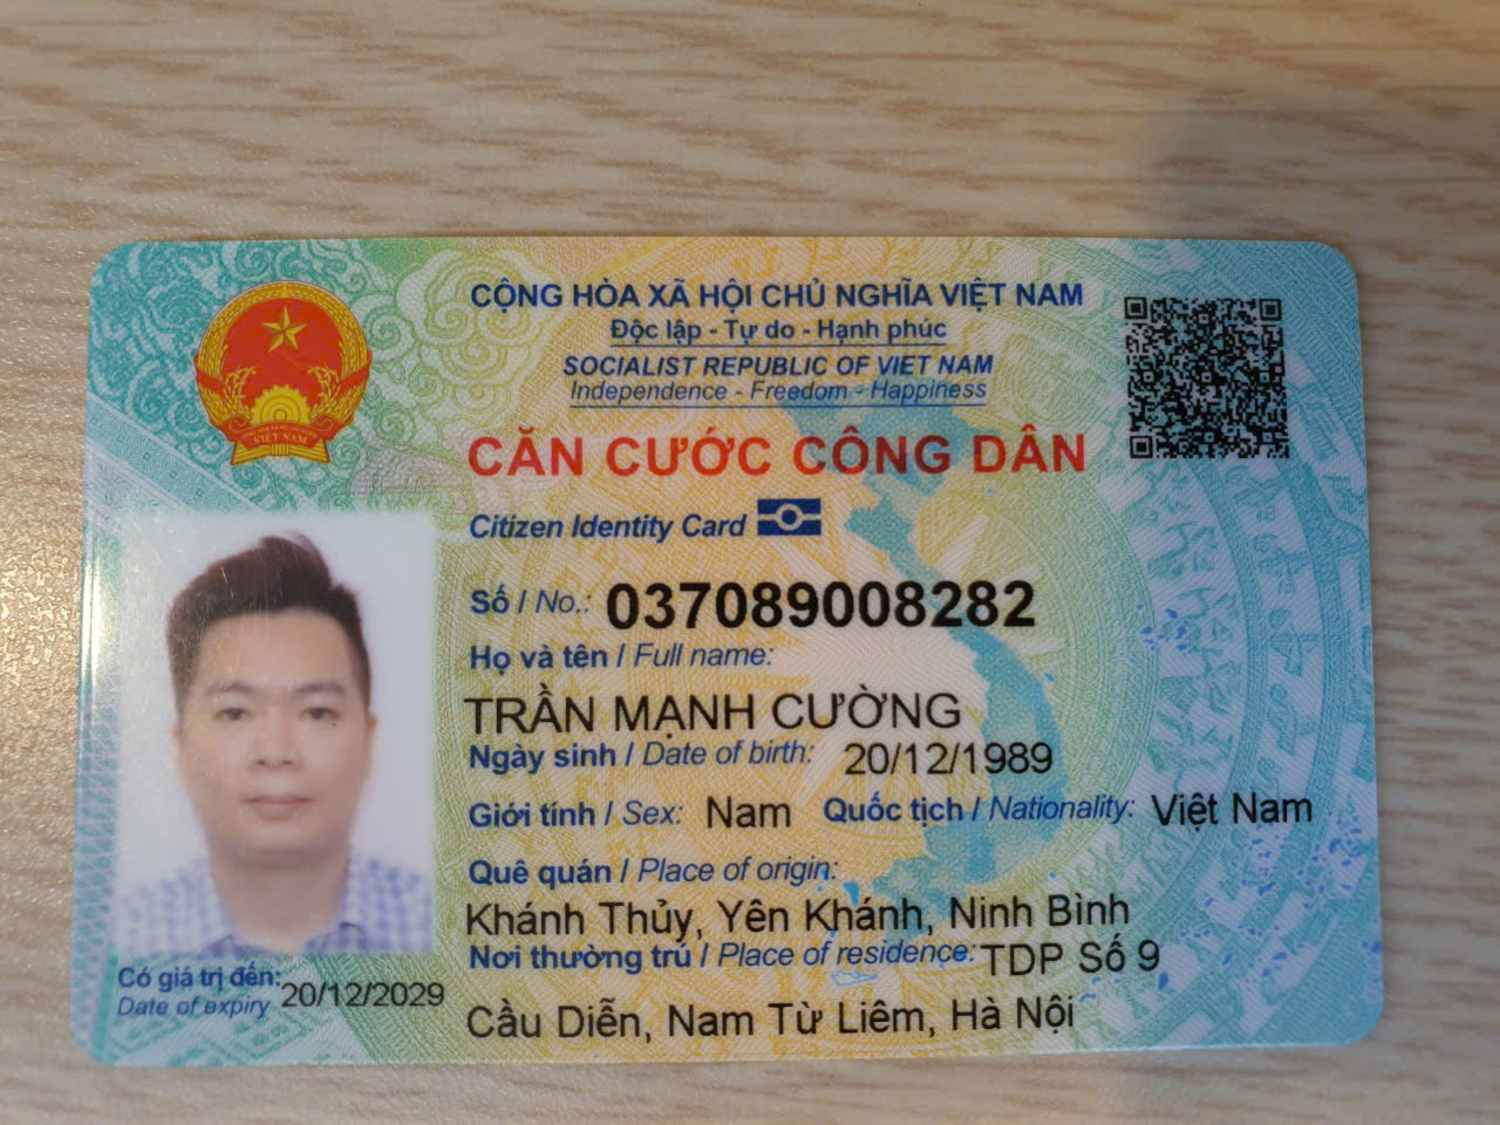 CỘNG HÒA XÃ HỘI CHỦ NGHĨA VIỆT NAM
Độc lập - Tự do - Hạnh phúc
SOCIALIST REPUBLIC OF VIET NAM
Independence - Freedom - Happiness
VIỆT NAM
CĂN CƯỚC CÔNG DÂN
Citizen Identity Card
Số / No.: 037089008282
Họ và tên / Full name:
TRẦN MẠNH CƯỜNG
Ngày sinh / Date of birth: 20/12/1989
Giới tính / Sex: Nam Quốc tịch / Nationality: Việt Nam
Quê quán / Place of origin:
Khánh Thủy, Yên Khánh, Ninh Bình
Nơi thường trú / Place of residence: TDP Số 9
Cầu Diễn, Nam Từ Liêm, Hà Nội
Có giá trị đến: 20/12/2029
Date of expiry